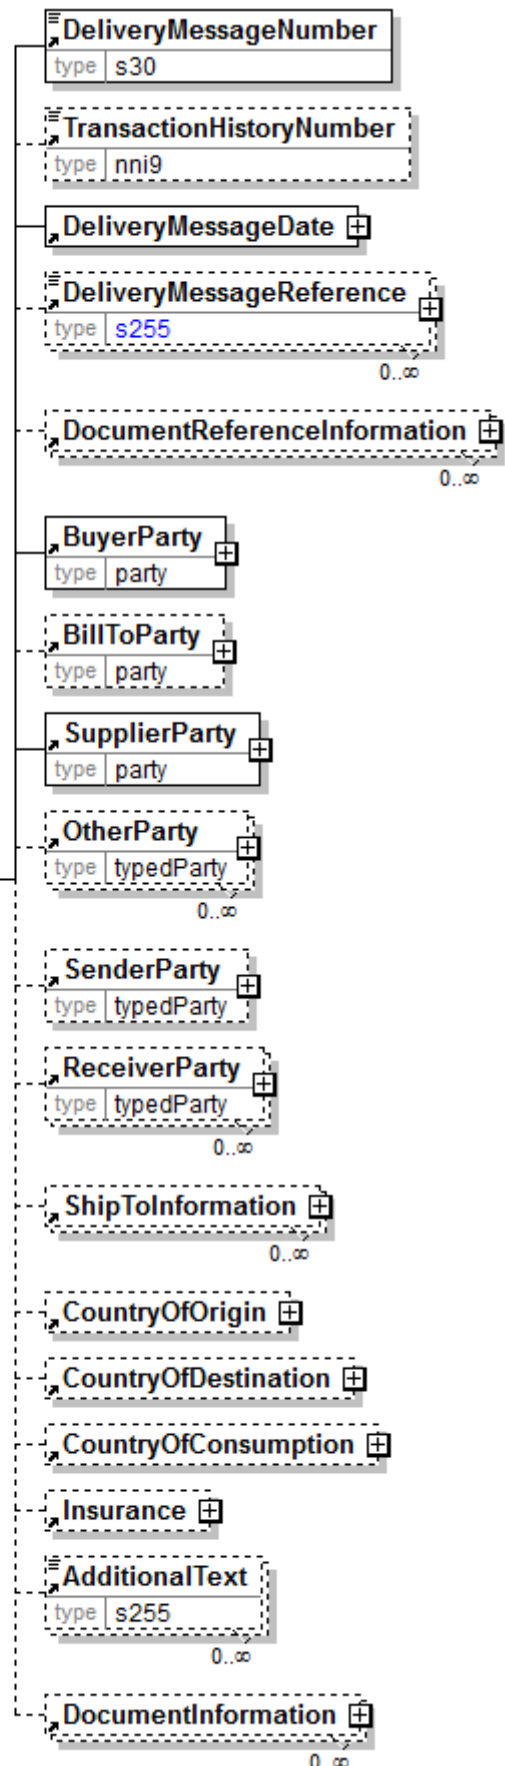 DeliveryMessageNumber
type s30
TransactionHistoryNumber
type nni9
DeliveryMessageDate
DeliveryMessageReference
type s255
0..∞
DocumentReferenceInformation
0..∞
BuyerParty
type party
BillToParty
type party
SupplierParty
type party
OtherParty
type typedParty
0..∞
SenderParty
type typedParty
ReceiverParty
type typedParty
0..∞
ShipToInformation
0..∞
CountryOfOrigin
CountryOfDestination
CountryOfConsumption
Insurance
AdditionalText
type s255
0..∞
DocumentInformation
0..∞